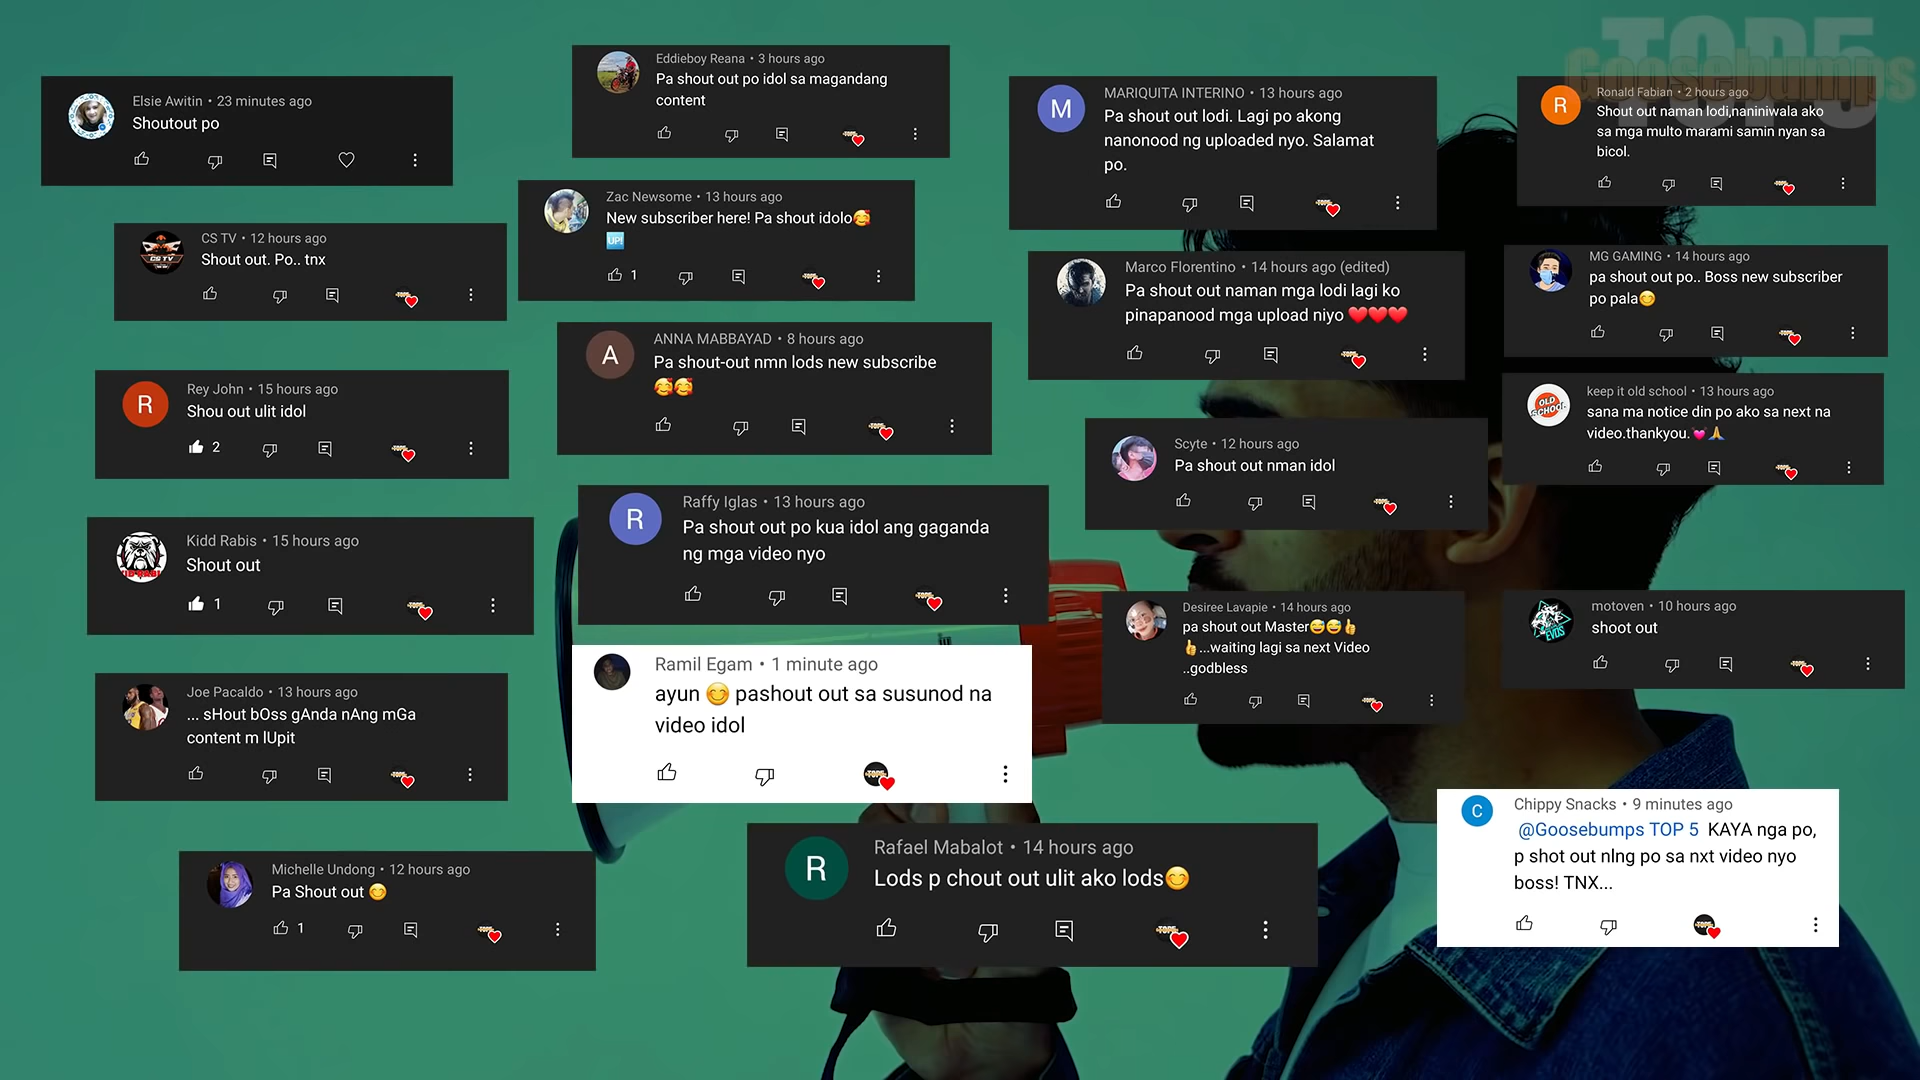 TOP5
Goosebumps
Elsie Awitin • 23 minutes ago
Shoutout po
CS TV • 12 hours ago
Shout out. Po.. tnx
Rey John • 15 hours ago
Shou out ulit idol
2
Kidd Rabis • 15 hours ago
Shout out
1
Joe Pacaldo • 13 hours ago
... sHout bOss gAnda nAng mGa
content m lUpit
Michelle Undong • 12 hours ago
Pa Shout out 😊
1
Eddieboy Reana • 3 hours ago
Pa shout out po idol sa magandang
content
Zac Newsome • 13 hours ago
New subscriber here! Pa shout idolo🥰
🆙
1
ANNA MABBAYAD • 8 hours ago
Pa shout-out nmn lods new subscribe
🥰🥰
Raffy Iglas • 13 hours ago
Pa shout out po kua idol ang gaganda
ng mga video nyo
Ramil Egam • 1 minute ago
ayun 😊 pashout out sa susunod na
video idol
Rafael Mabalot • 14 hours ago
Lods p chout out ulit ako lods😊
MARIQUITA INTERINO • 13 hours ago
Pa shout out lodi. Lagi po akong
nanonood ng uploaded nyo. Salamat
po.
Marco Florentino • 14 hours ago (edited)
Pa shout out naman mga lodi lagi ko
pinapanood mga upload niyo ❤️❤️❤️
Scyte • 12 hours ago
Pa shout out nman idol
Desiree Lavapie • 14 hours ago
pa shout out Master😅😅👍
👍...waiting lagi sa next Video
..godbless
Ronald Fabian • 2 hours ago
Shout out naman lodi,naniniwala ako
sa mga multo marami samin nyan sa
bicol.
MG GAMING • 14 hours ago
pa shout out po.. Boss new subscriber
po pala😊
OLD
SCHOOL
keep it old school • 13 hours ago
sana ma notice din po ako sa next na
video.thankyou.💓🙏
motoven • 10 hours ago
shoot out
Chippy Snacks • 9 minutes ago
@Goosebumps TOP 5 KAYA nga po,
p shot out nlng po sa nxt video nyo
boss! TNX...